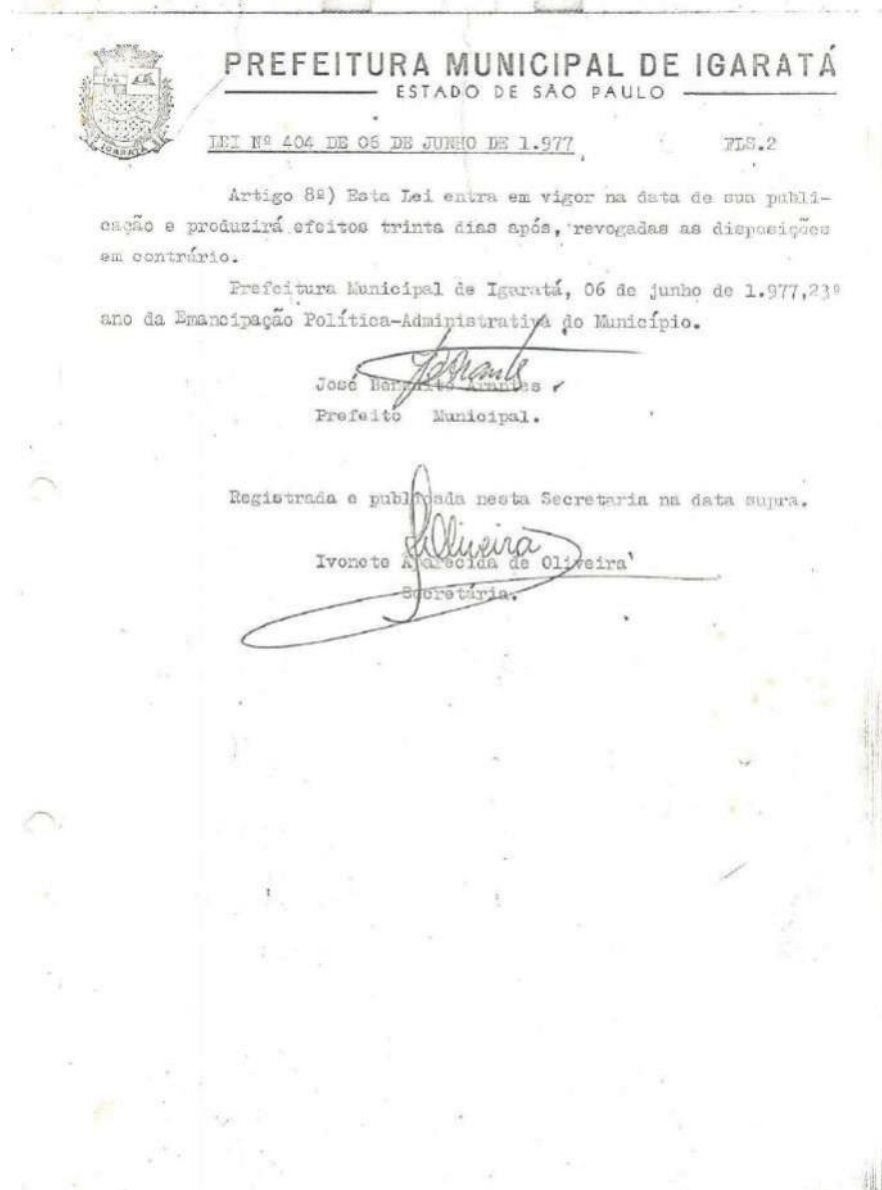 PREFEITURA MUNICIPAL DE IGARATÁ
ESTADO DE SÃO PAULO
IGARATÁ
LEI Nº 404 DE 06 DE JUNHO DE 1.977 FLS.2
Artigo 8º) Esta Lei entra em vigor na data de sua publi-
cação e produzirá efeitos trinta dias após, revogadas as disposições
em contrário.
Prefeitura Municipal de Igaratá, 06 de junho de 1.977,23º
ano da Emancipação Política-Administrativa do Município.
José Benedito Arantes
Prefeito Municipal.
Registrada e publicada nesta Secretaria na data supra.
Ivonete Aparecida de Oliveira
Secretária.